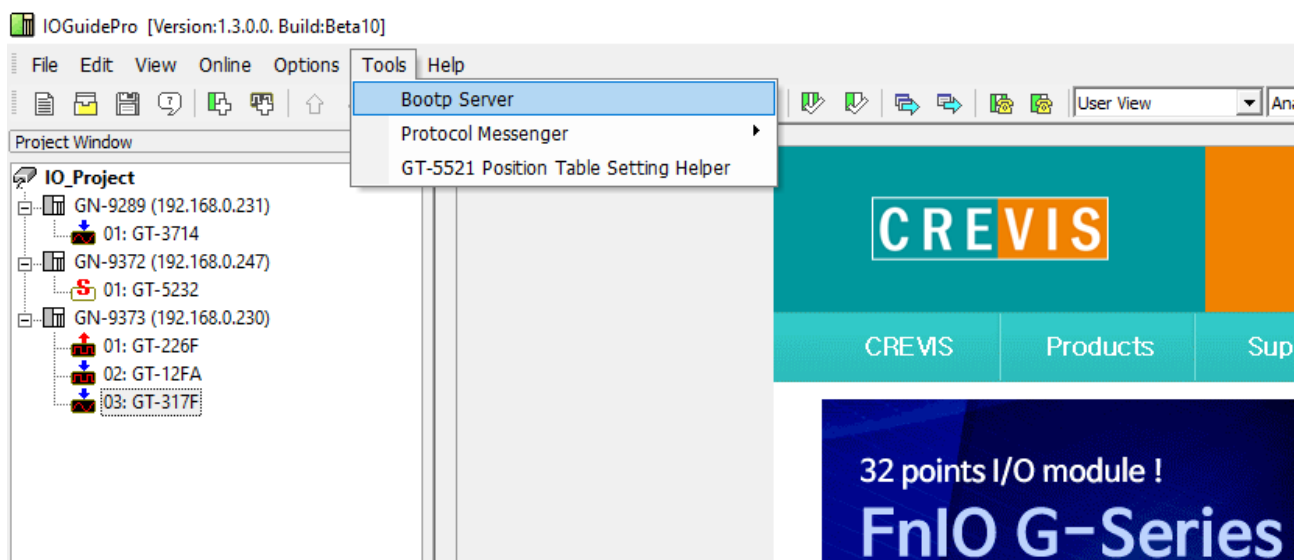 IOGuidePro [Version:1.3.0.0. Build:Beta10]
File Edit View Online Options Tools Help
Bootp Server
Protocol Messenger
GT-5521 Position Table Setting Helper
User View
Project Window
IO_Project
GN-9289 (192.168.0.231)
01: GT-3714
GN-9372 (192.168.0.247)
01: GT-5232
GN-9373 (192.168.0.230)
01: GT-226F
02: GT-12FA
03: GT-317F
CREVIS
CREVIS Products Sup
32 points I/O module !
FnIO G-Series